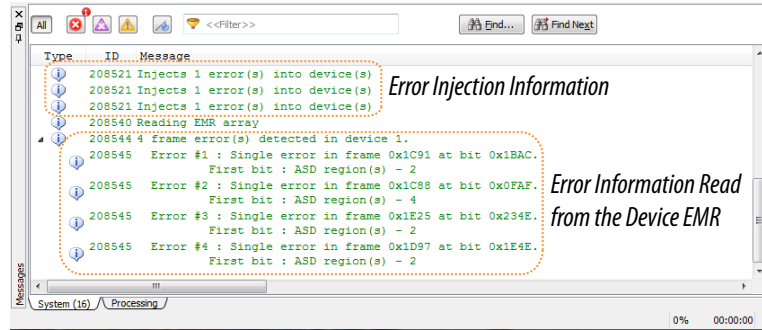 1
All
<<Filter>>
Find...
Find Next
Type ID Message
208521 Injects 1 error(s) into device(s)
208521 Injects 1 error(s) into device(s)
208521 Injects 1 error(s) into device(s)
Error Injection Information
208540 Reading EMR array
208544 4 frame error(s) detected in device 1.
208545 Error #1 : Single error in frame 0x1C91 at bit 0x1BAC.
First bit : ASD region(s) - 2
208545 Error #2 : Single error in frame 0x1C88 at bit 0x0FAF.
First bit : ASD region(s) - 4
208545 Error #3 : Single error in frame 0x1E25 at bit 0x234E.
First bit : ASD region(s) - 2
208545 Error #4 : Single error in frame 0x1D97 at bit 0x1E4E.
First bit : ASD region(s) - 2
Error Information Read
from the Device EMR
Messages
System (16)
Processing
0% 00:00:00